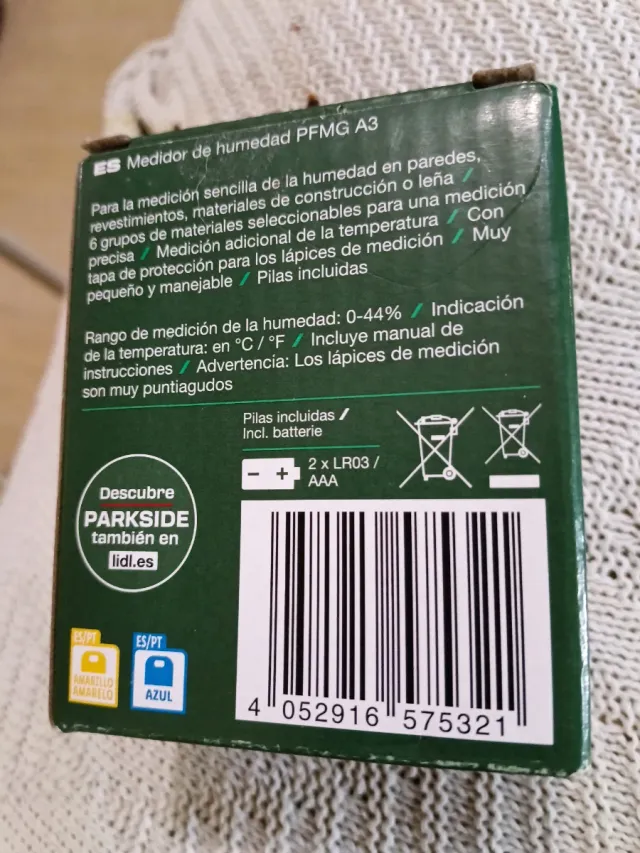 ES Medidor de humedad PFMG A3
Para la medición sencilla de la humedad en paredes,
revestimientos, materiales de construcción o leña /
6 grupos de materiales seleccionables para una medición
precisa / Medición adicional de la temperatura / Con
tapa de protección para los lápices de medición / Muy
pequeño y manejable / Pilas incluidas
Rango de medición de la humedad: 0-44% / Indicación
de la temperatura: en °C / °F / Incluye manual de
instrucciones / Advertencia: Los lápices de medición
son muy puntiagudos
Pilas incluidas /
Incl. batterie
- +
2 x LR03 /
AAA
Descubre
PARKSIDE
también en
lidl.es
ES/PT
AMARILLO
AMARELO
ES/PT
AZUL
4 052916 575321